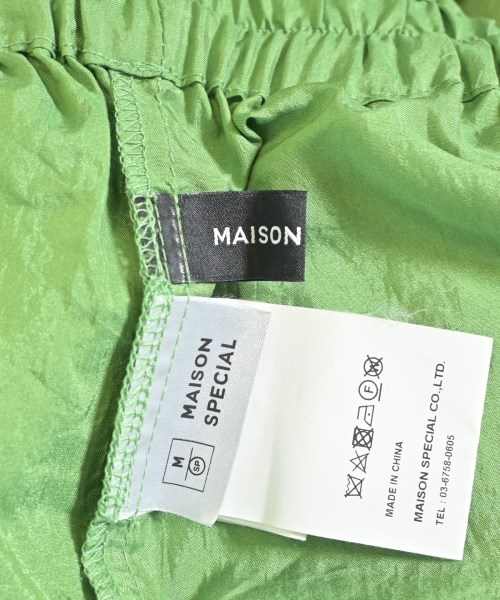 MAISON
MAISON
SPECIAL
M
SP
F
MADE IN CHINA
MAISON SPECIAL CO.,LTD.
TEL : 03-6758-0605